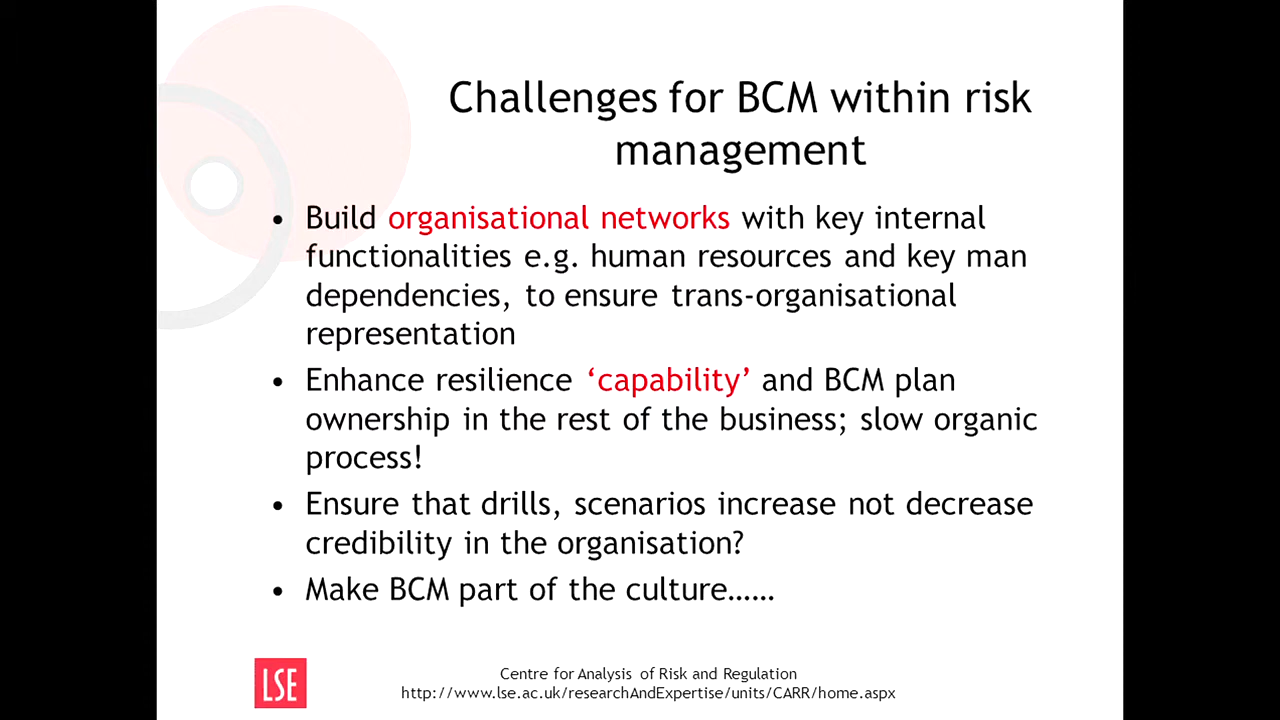 Challenges for BCM within risk
management
• Build organisational networks with key internal
functionalities e.g. human resources and key man
dependencies, to ensure trans-organisational
representation
• Enhance resilience ‘capability’ and BCM plan
ownership in the rest of the business; slow organic
process!
• Ensure that drills, scenarios increase not decrease
credibility in the organisation?
• Make BCM part of the culture……
LSE
Centre for Analysis of Risk and Regulation
http://www.lse.ac.uk/researchAndExpertise/units/CARR/home.aspx